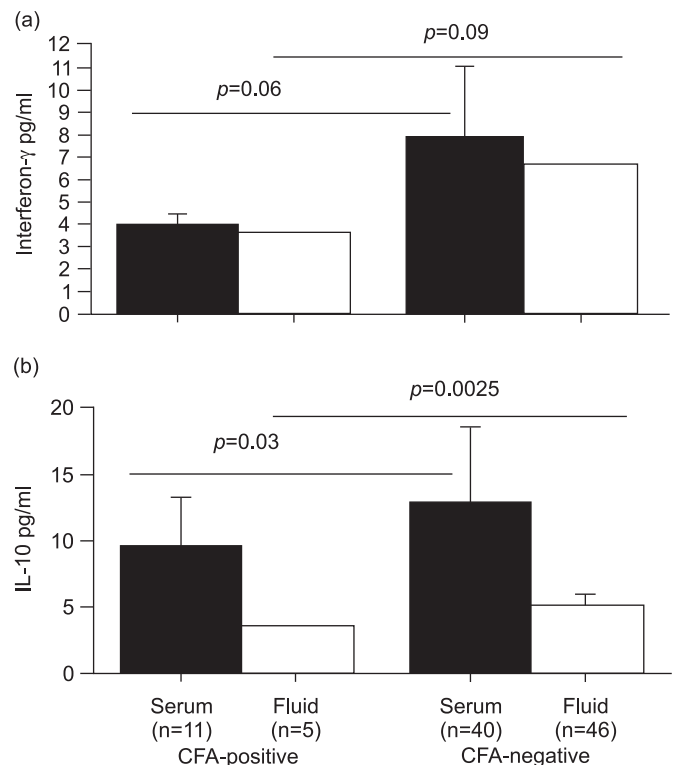 (a)
Interferon-γ pg/ml
12
11
10
9
8
7
6
5
4
3
2
1
0
p=0.09
p=0.06
(b)
IL-10 pg/ml
20
15
10
5
0
p=0.0025
p=0.03
Serum Fluid Serum Fluid
(n=11) (n=5) (n=40) (n=46)
CFA-positive CFA-negative